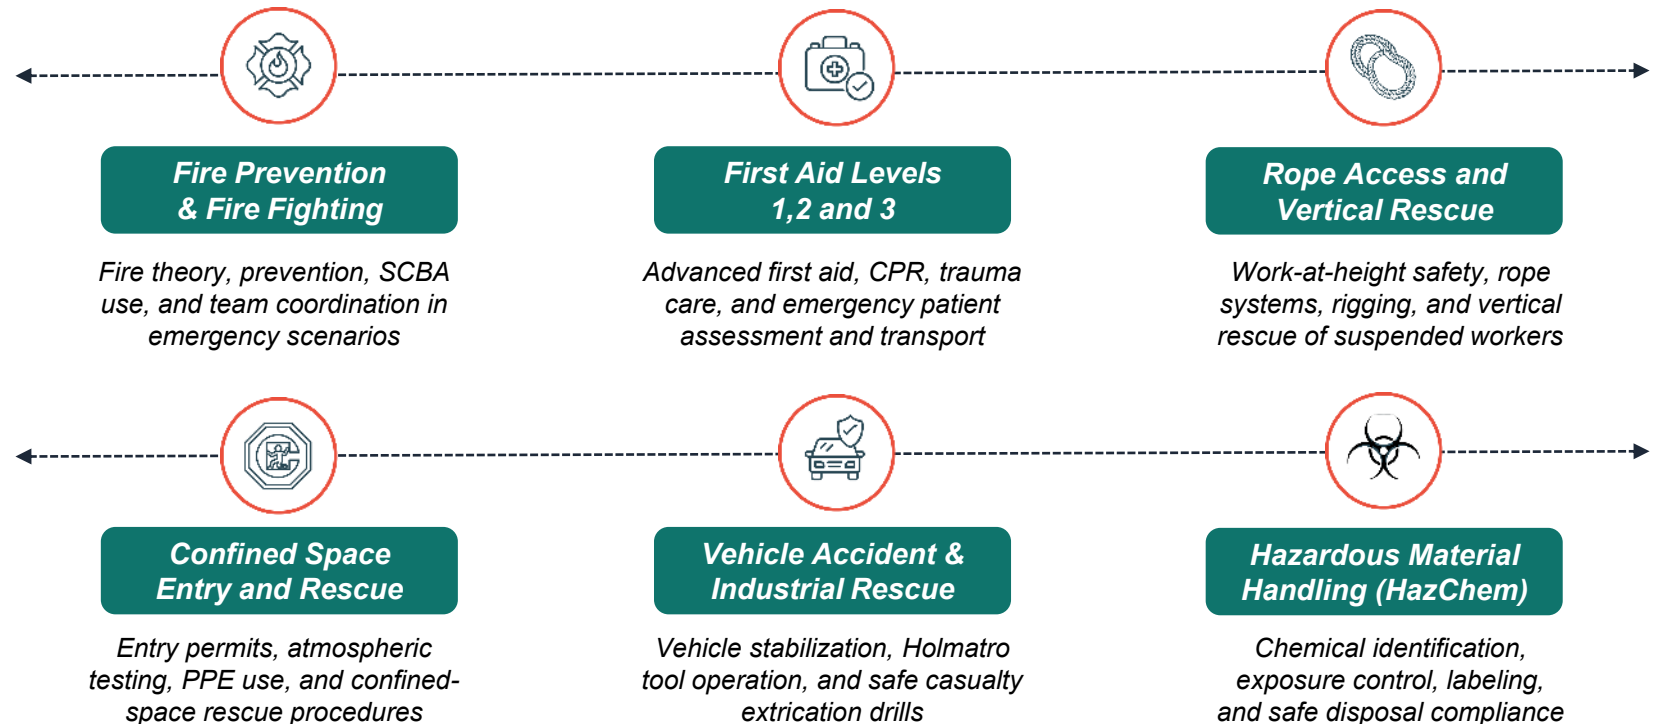 Fire Prevention
& Fire Fighting
First Aid Levels
1,2 and 3
Rope Access and
Vertical Rescue
Fire theory, prevention, SCBA
use, and team coordination in
emergency scenarios
Advanced first aid, CPR, trauma
care, and emergency patient
assessment and transport
Work-at-height safety, rope
systems, rigging, and vertical
rescue of suspended workers
Confined Space
Entry and Rescue
Vehicle Accident &
Industrial Rescue
Hazardous Material
Handling (HazChem)
Entry permits, atmospheric
testing, PPE use, and confined-
space rescue procedures
Vehicle stabilization, Holmatro
tool operation, and safe casualty
extrication drills
Chemical identification,
exposure control, labeling,
and safe disposal compliance